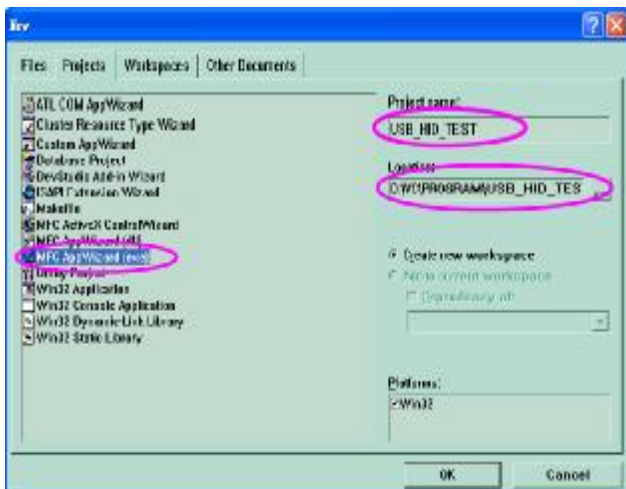 New
Files Projects Workspaces Other Documents
ATL COM AppWizard
Cluster Resource Type Wizard
Custom AppWizard
Database Project
DevStudio Add-in Wizard
ISAPI Extension Wizard
Makefile
MFC ActiveX ControlWizard
MFC AppWizard (dll)
MFC AppWizard (exe)
Utility Project
Win32 Application
Win32 Console Application
Win32 Dynamic-Link Library
Win32 Static Library
Project name:
USB_HID_TEST
Location:
USB_HID_TES
...
Create new workspace
Add to current workspace
Dependency of:
Platforms:
Win32
OK Cancel